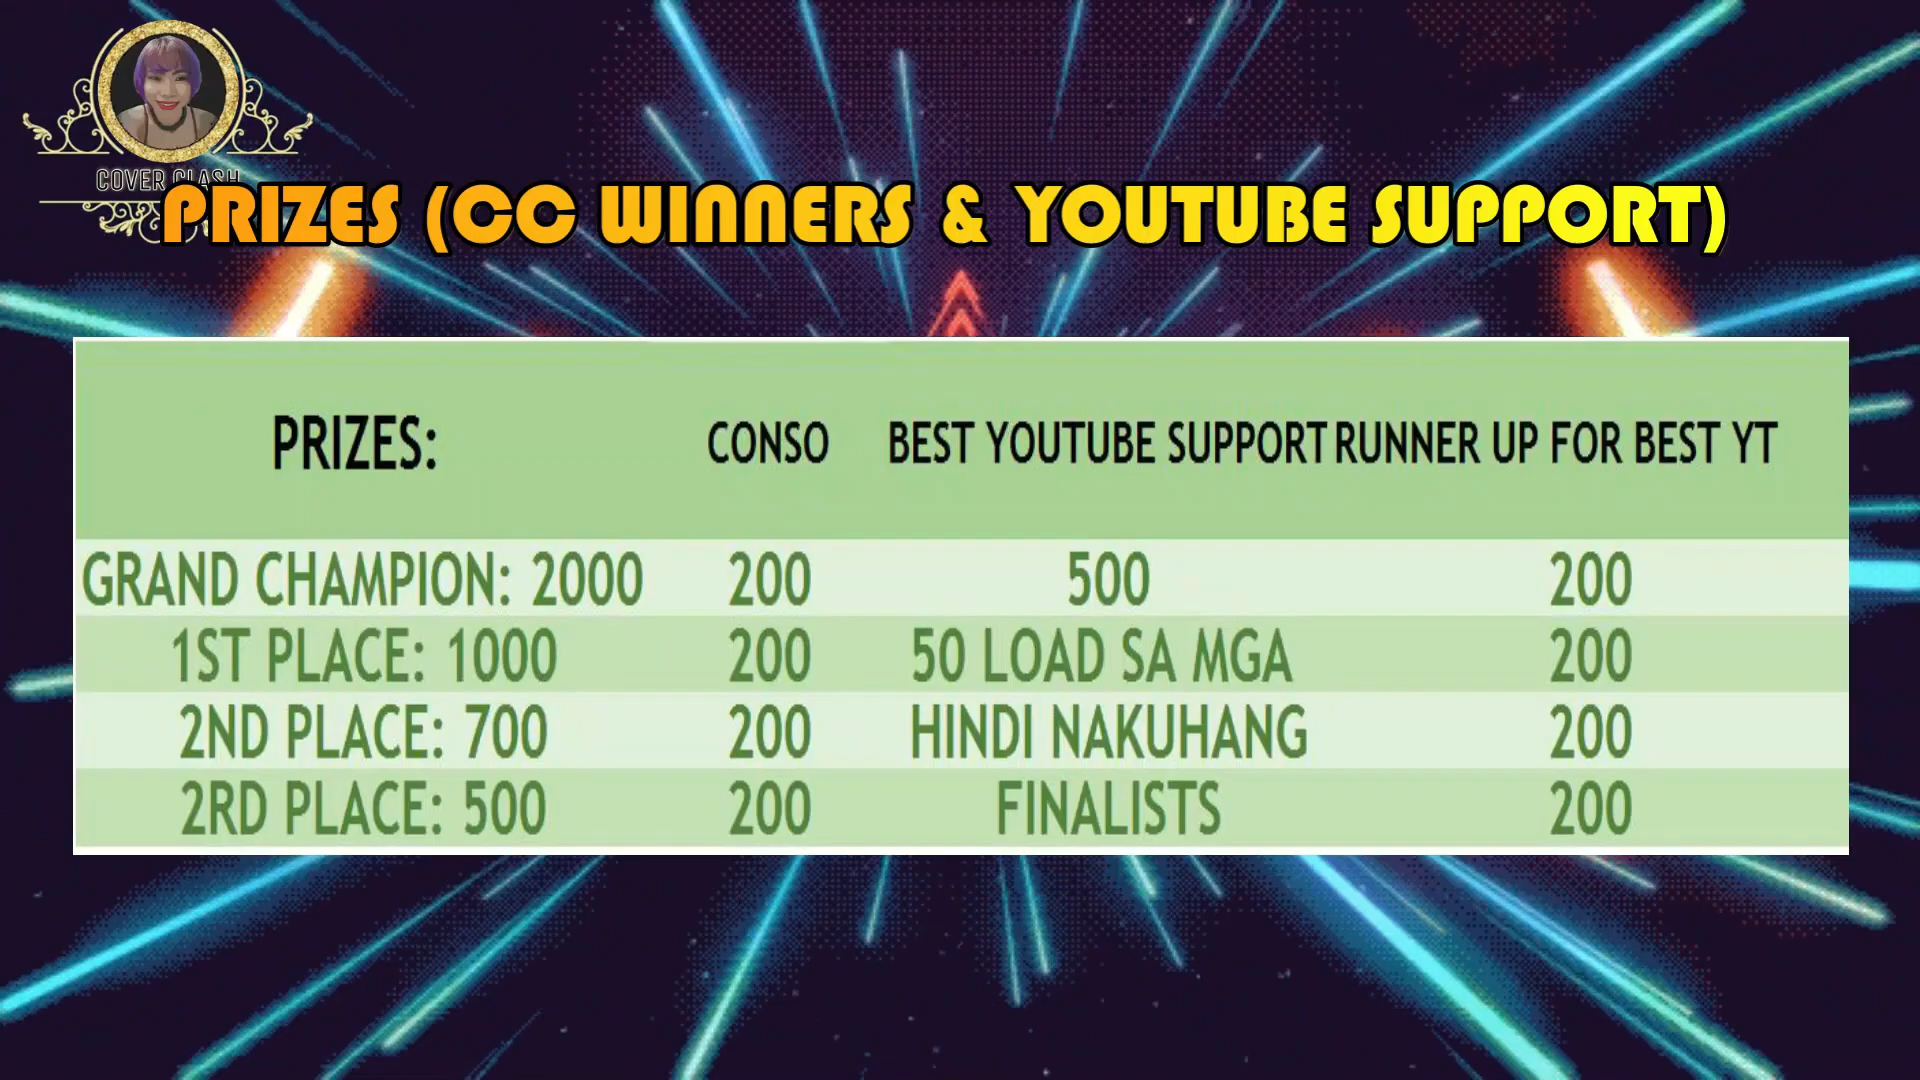 COVER CLASH
PRIZES (CC WINNERS & YOUTUBE SUPPORT)
PRIZES: CONSO BEST YOUTUBE SUPPORT RUNNER UP FOR BEST YT
GRAND CHAMPION: 2000 200 500 200
1ST PLACE: 1000 200 50 LOAD SA MGA 200
2ND PLACE: 700 200 HINDI NAKUHANG 200
2RD PLACE: 500 200 FINALISTS 200